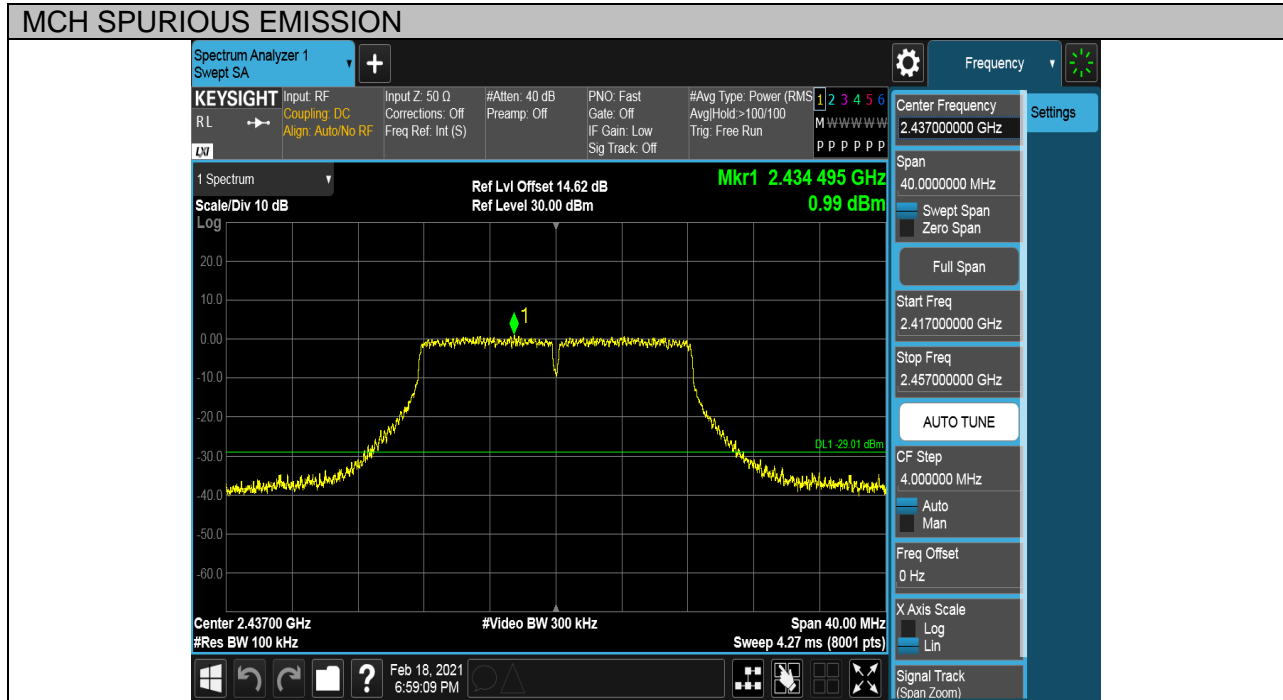 MCH SPURIOUS EMISSION
Spectrum Analyzer 1
Swept SA
+
Frequency
KEYSIGHT
RL
LXI
Input: RF
Coupling: DC
Align: Auto/No RF
Input Z: 50 Ω
Corrections: Off
Freq Ref: Int (S)
#Atten: 40 dB
Preamp: Off
PNO: Fast
Gate: Off
IF Gain: Low
Sig Track: Off
#Avg Type: Power (RMS
Avg|Hold:>100/100
Trig: Free Run
1 2 3 4 5 6
M W W W W W
P P P P P P
1 Spectrum
Scale/Div 10 dB
Ref Lvl Offset 14.62 dB
Ref Level 30.00 dBm
Mkr1 2.434 495 GHz
0.99 dBm
Log
20.0
10.0
0.00
-10.0
-20.0
-30.0
-40.0
-50.0
-60.0
1
DL1 -29.01 dBm
Center 2.43700 GHz
#Res BW 100 kHz
#Video BW 300 kHz
Span 40.00 MHz
Sweep 4.27 ms (8001 pts)
?
Feb 18, 2021
6:59:09 PM
Center Frequency
2.437000000 GHz
Settings
Span
40.0000000 MHz
Swept Span
Zero Span
Full Span
Start Freq
2.417000000 GHz
Stop Freq
2.457000000 GHz
AUTO TUNE
CF Step
4.000000 MHz
Auto
Man
Freq Offset
0 Hz
X Axis Scale
Log
Lin
Signal Track
(Span Zoom)